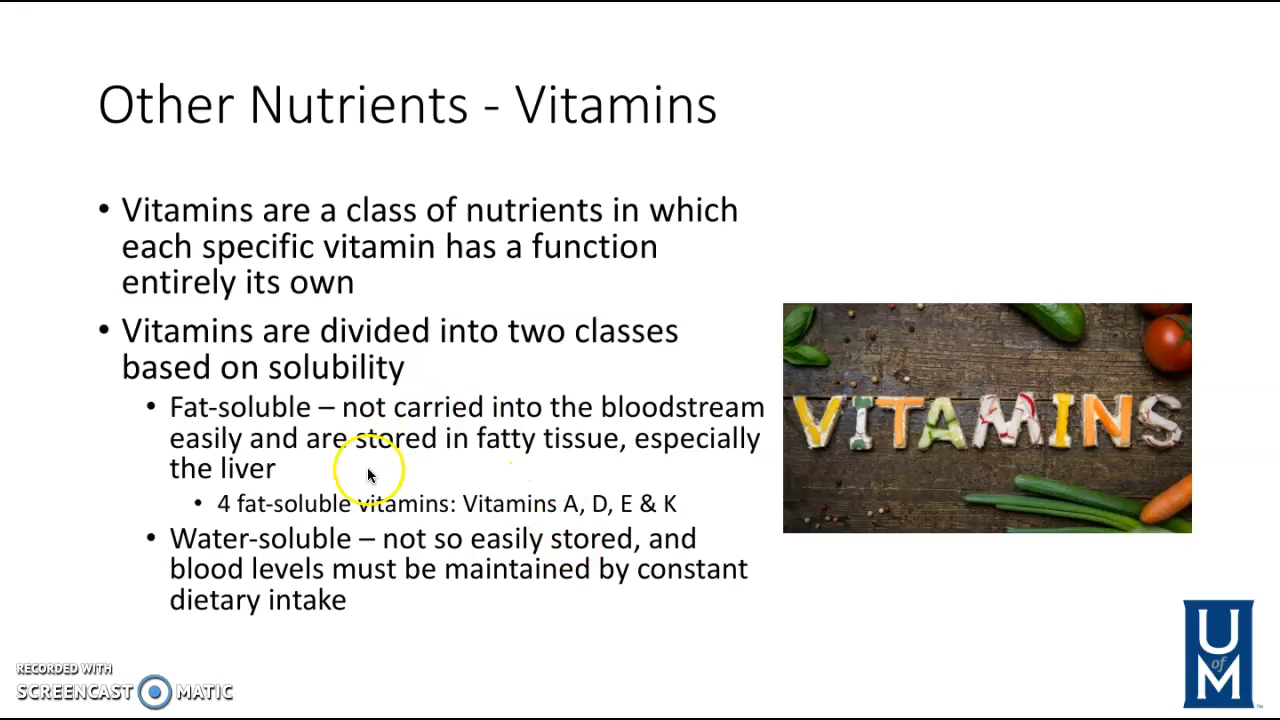 Other Nutrients - Vitamins
• Vitamins are a class of nutrients in which
each specific vitamin has a function
entirely its own
• Vitamins are divided into two classes
based on solubility
• Fat-soluble – not carried into the bloodstream
easily and are stored in fatty tissue, especially
the liver
• 4 fat-soluble vitamins: Vitamins A, D, E & K
• Water-soluble – not so easily stored, and
blood levels must be maintained by constant
dietary intake
VITAMINS
RECORDED WITH
SCREENCAST MATIC
U
of
M
TM